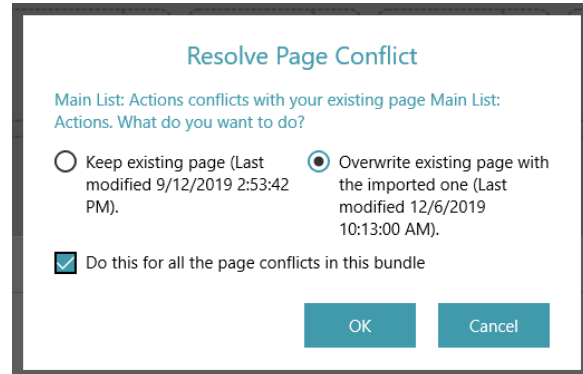 Resolve Page Conflict
Main List: Actions conflicts with your existing page Main List:
Actions. What do you want to do?
Keep existing page (Last
modified 9/12/2019 2:53:42
PM).
Overwrite existing page with
the imported one (Last
modified 12/6/2019
10:13:00 AM).
Do this for all the page conflicts in this bundle
OK
Cancel